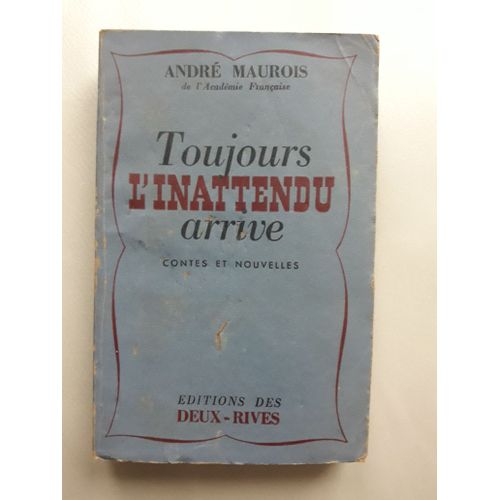 ANDRÉ MAUROIS
de l'Académie Française
Toujours
L'INATTENDU
arrive
CONTES ET NOUVELLES
EDITIONS DES
DEUX-RIVES